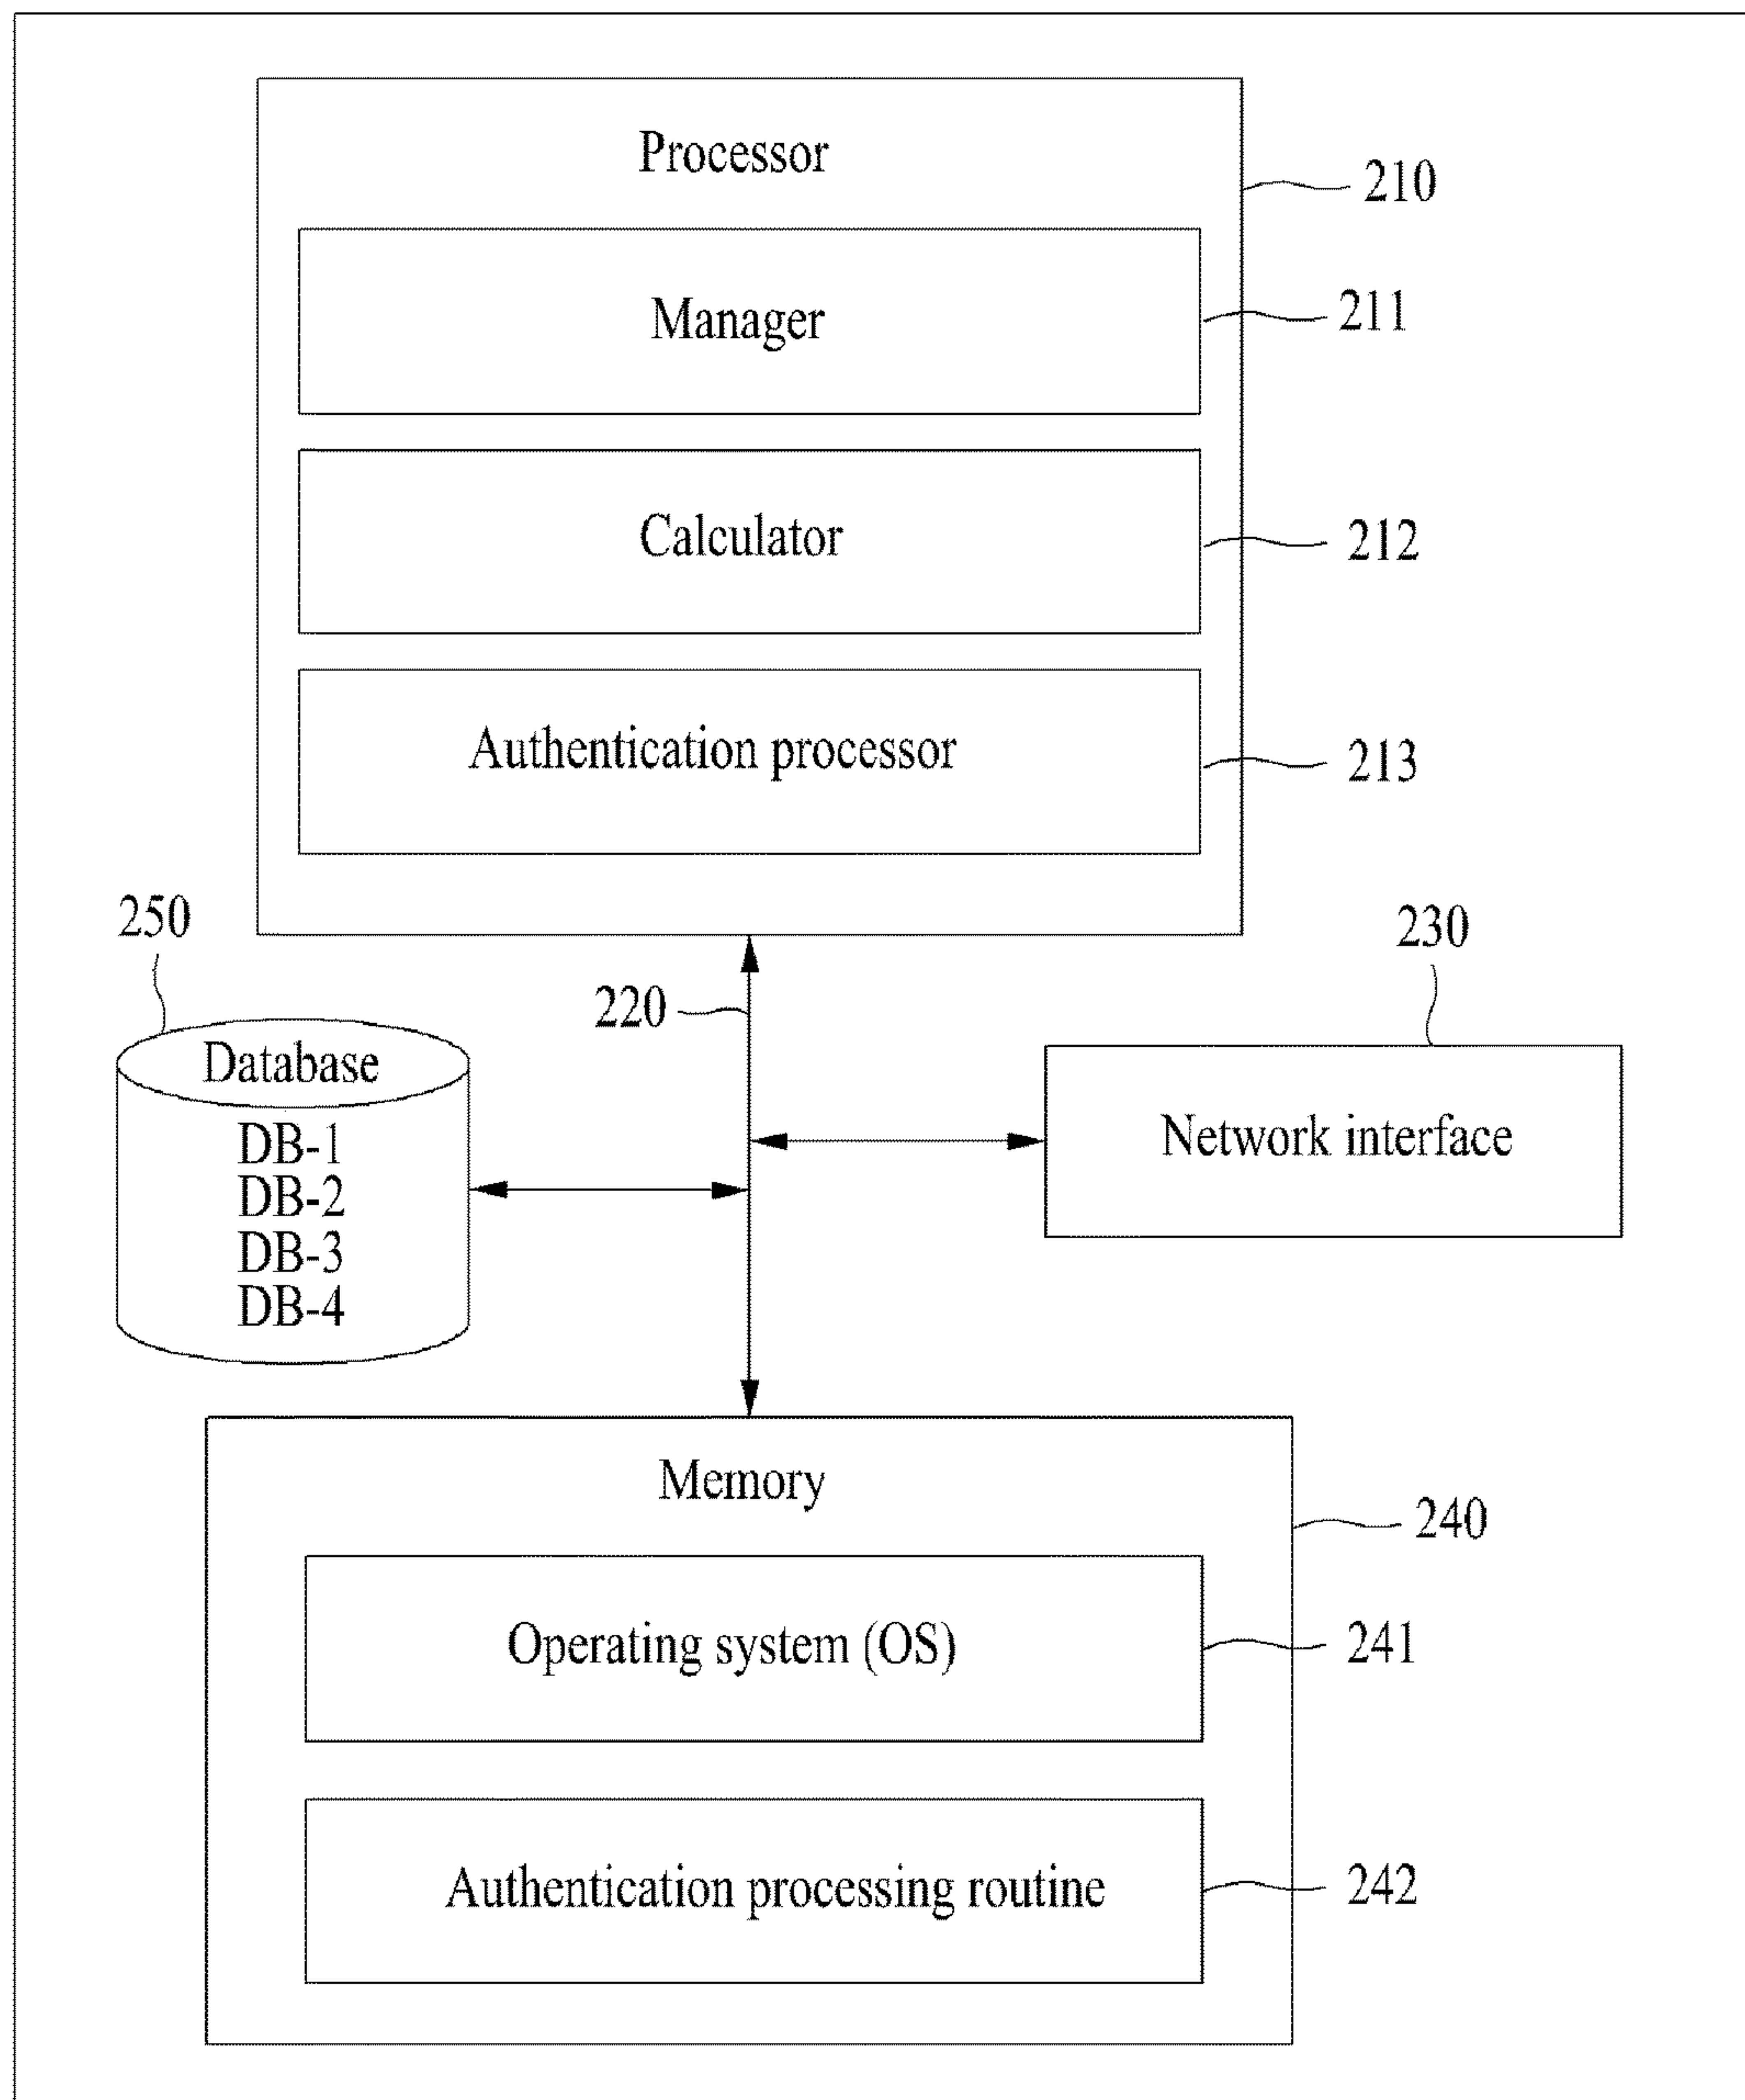 Processor
210
Manager
211
Calculator
212
Authentication processor
213
250
230
220
Database
DB-1
DB-2
DB-3
DB-4
Network interface
Memory
240
Operating system (OS)
241
Authentication processing routine
242